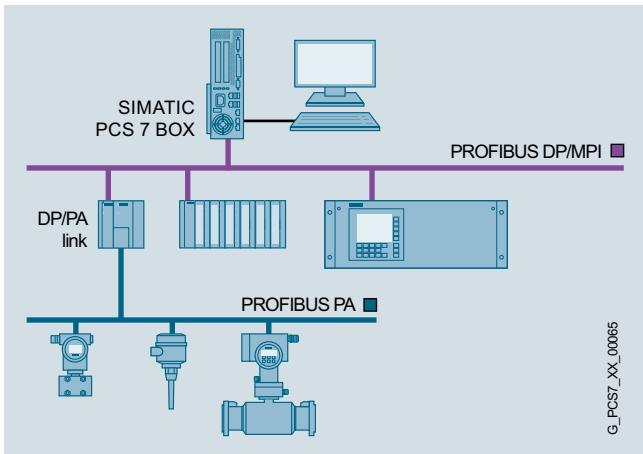 SIMATIC
PCS 7 BOX
PROFIBUS DP/MPI
DP/PA
link
PROFIBUS PA
G_PCS7_XX_00065